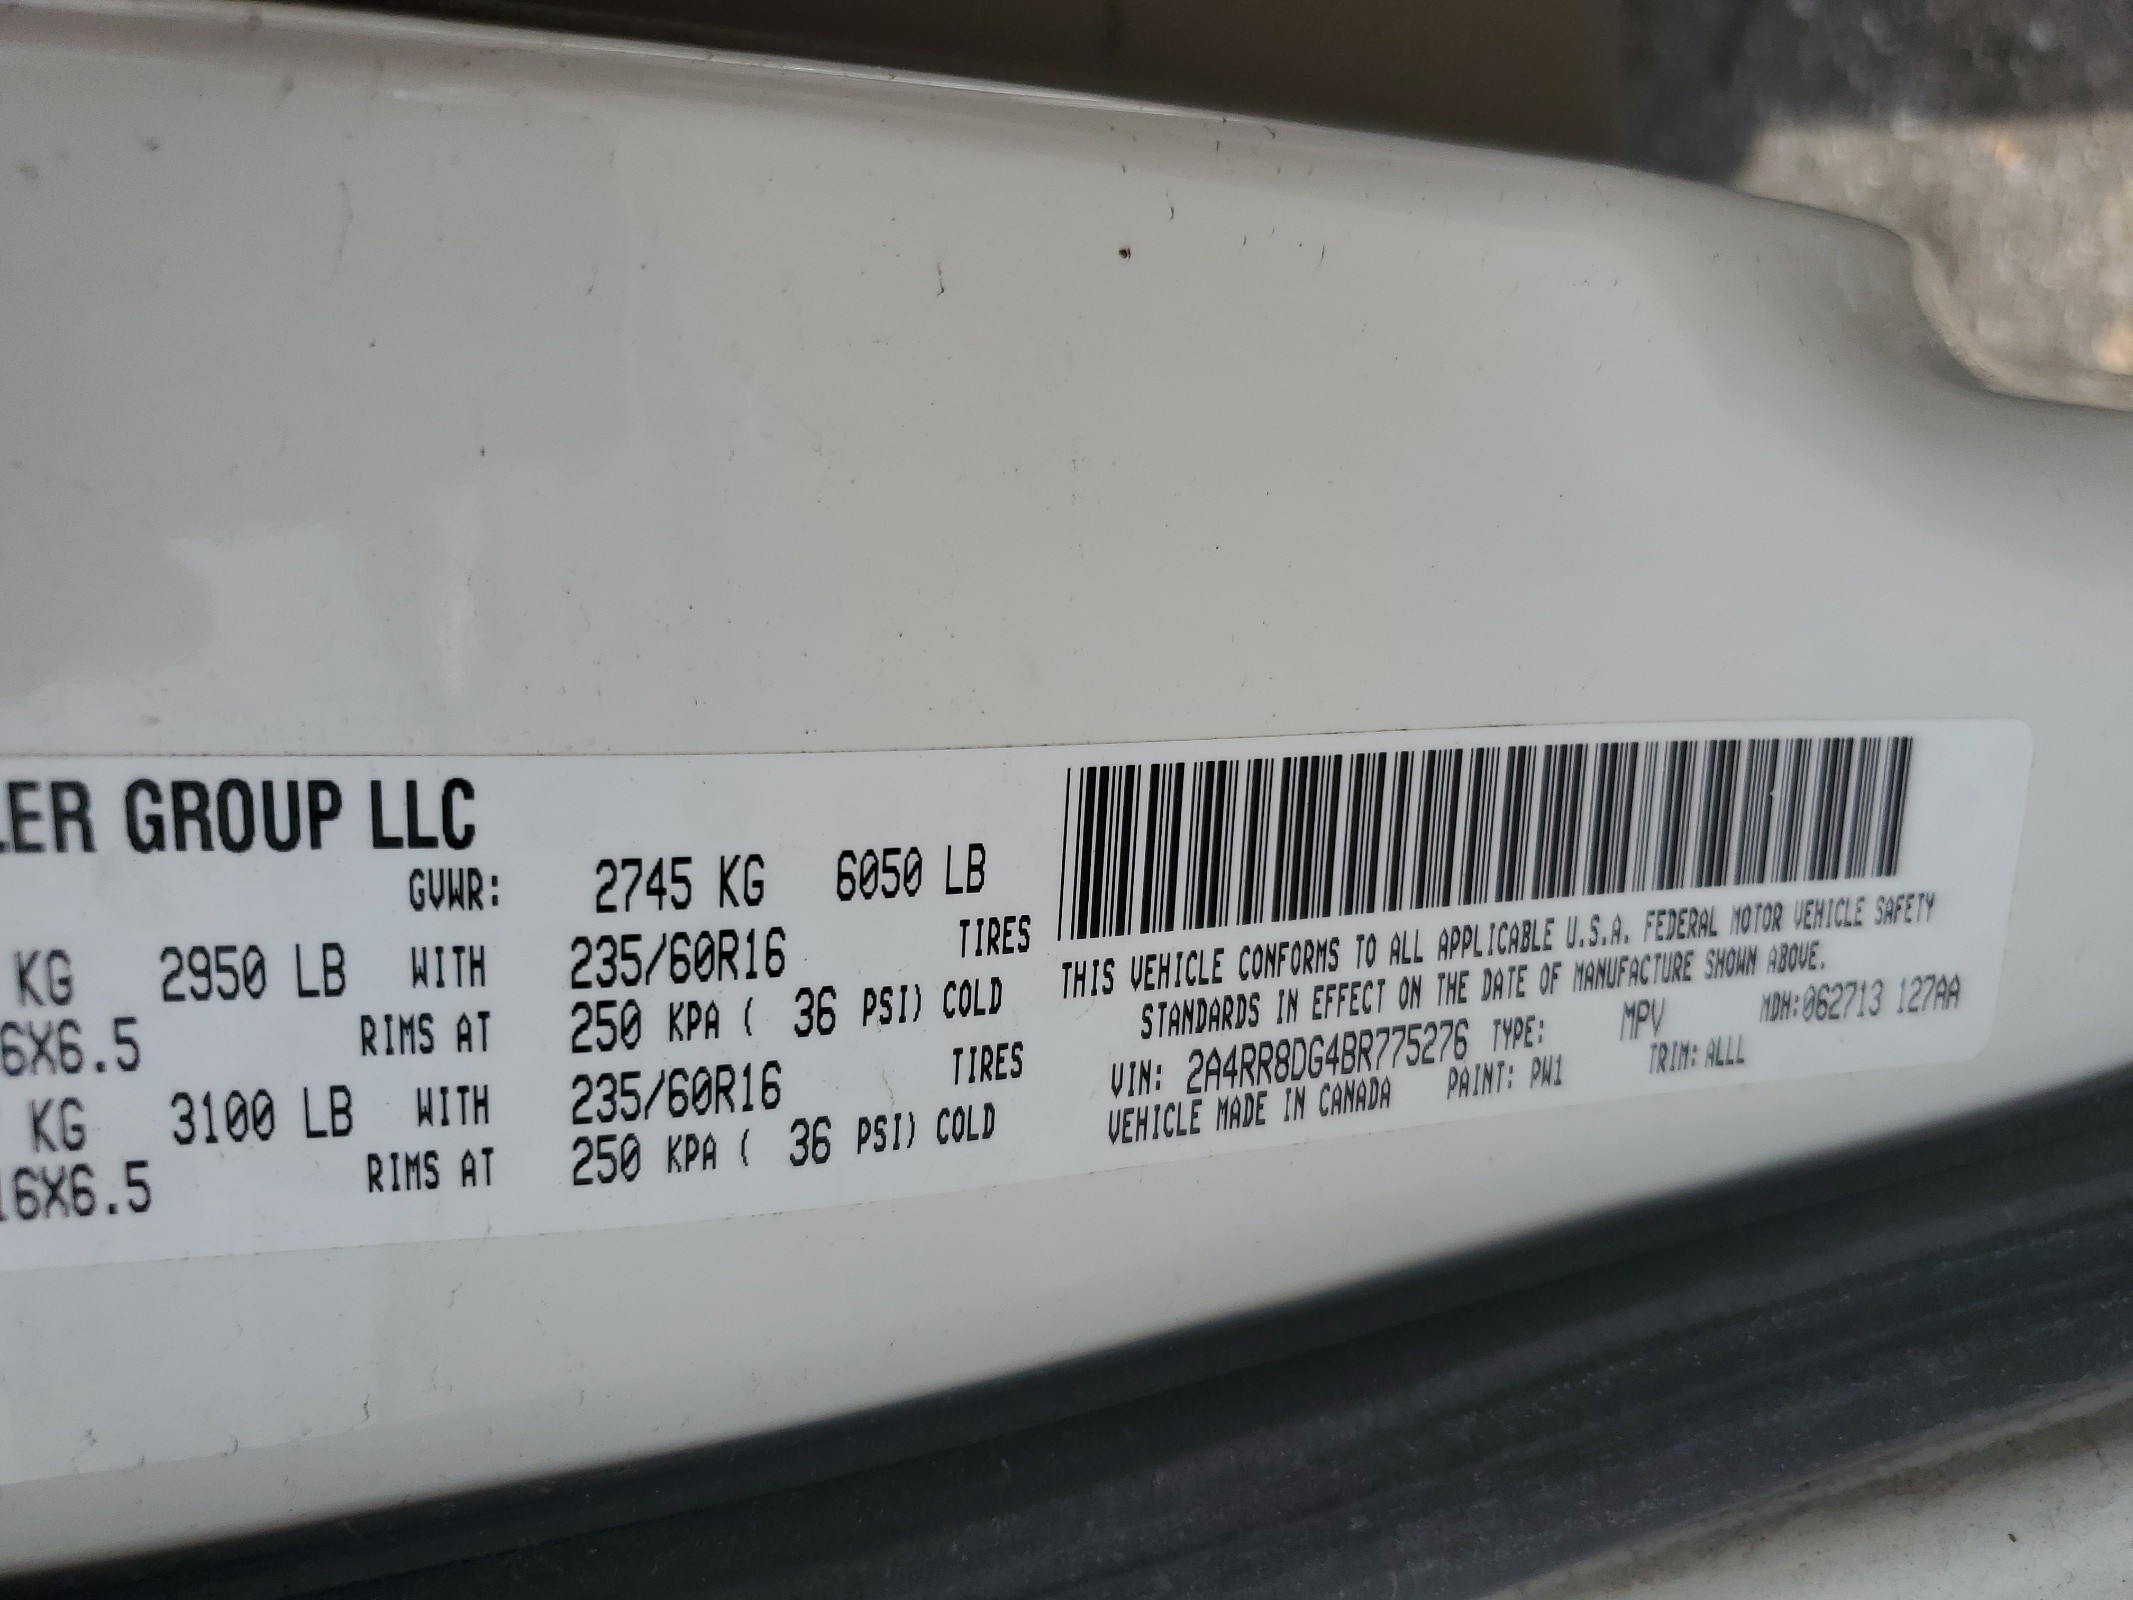 LER GROUP LLC
GVWR: 2745 KG 6050 LB
KG 2950 LB WITH 235/60R16 TIRES
6X6.5 RIMS AT 250 KPA ( 36 PSI) COLD
KG 3100 LB WITH 235/60R16 TIRES
16X6.5 RIMS AT 250 KPA ( 36 PSI) COLD
THIS VEHICLE CONFORMS TO ALL APPLICABLE U.S.A. FEDERAL MOTOR VEHICLE SAFETY
STANDARDS IN EFFECT ON THE DATE OF MANUFACTURE SHOWN ABOVE.
VIN: 2A4RR8DG4BR775276 TYPE: MPV MDH:062713 127AA
VEHICLE MADE IN CANADA PAINT: PW1 TRIM: ALLL